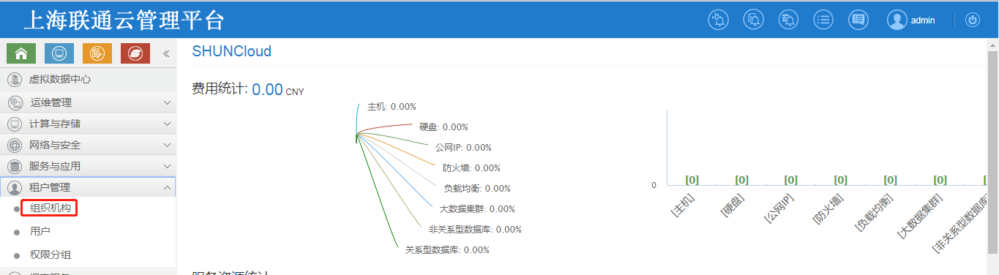 上海联通云管理平台
admin
SHUNCloud
虚拟数据中心
运维管理
计算与存储
网络与安全
服务与应用
租户管理
组织机构
用户
权限分组
费用统计: 0.00 CNY
主机: 0.00%
硬盘: 0.00%
公网IP: 0.00%
防火墙: 0.00%
负载均衡: 0.00%
大数据集群: 0.00%
非关系型数据库: 0.00%
关系型数据库: 0.00%
0
[0] [0] [0] [0] [0] [0] [0]
[主机]
[硬盘]
[公网IP]
[防火墙]
[负载均衡]
[大数据集群]
[非关系型数据库